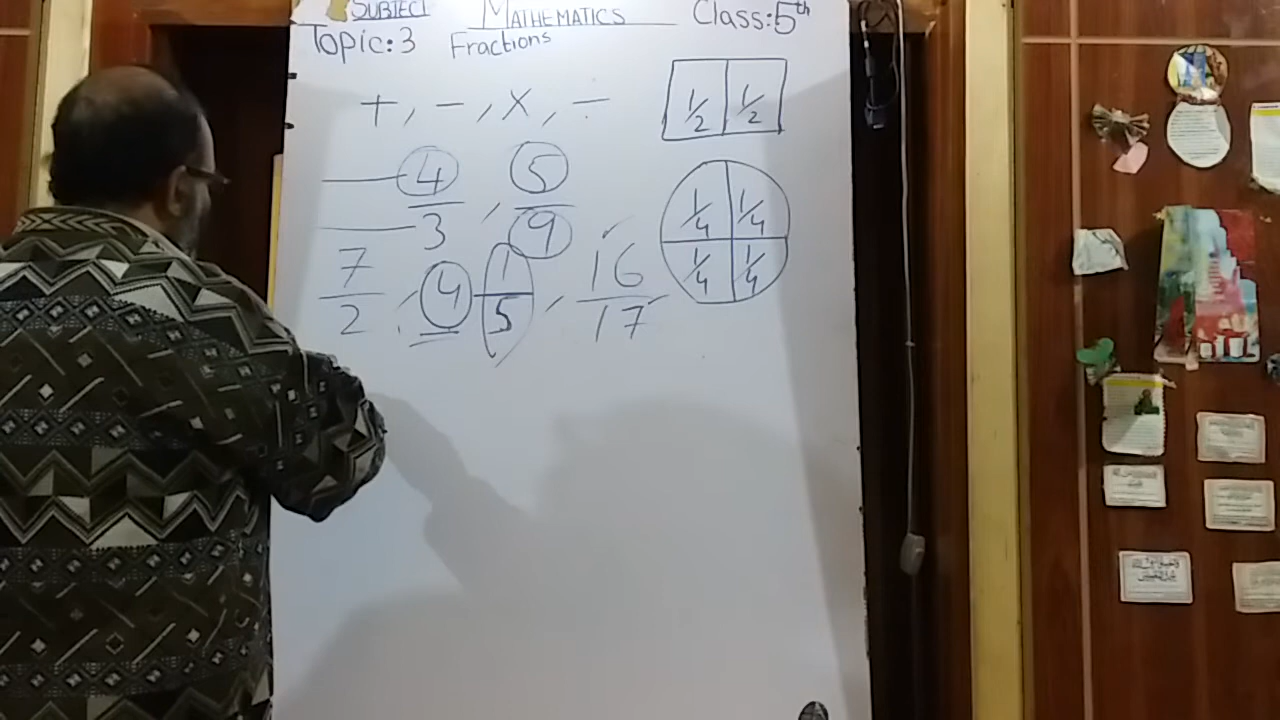 SUBJECT MATHEMATICS Class: 5th
Topic: 3 Fractions
+, -, ×, ÷
1/2 1/2
4/3, 5/9
1/4 1/4
1/4 1/4
7/2, 4 1/5, 16/17